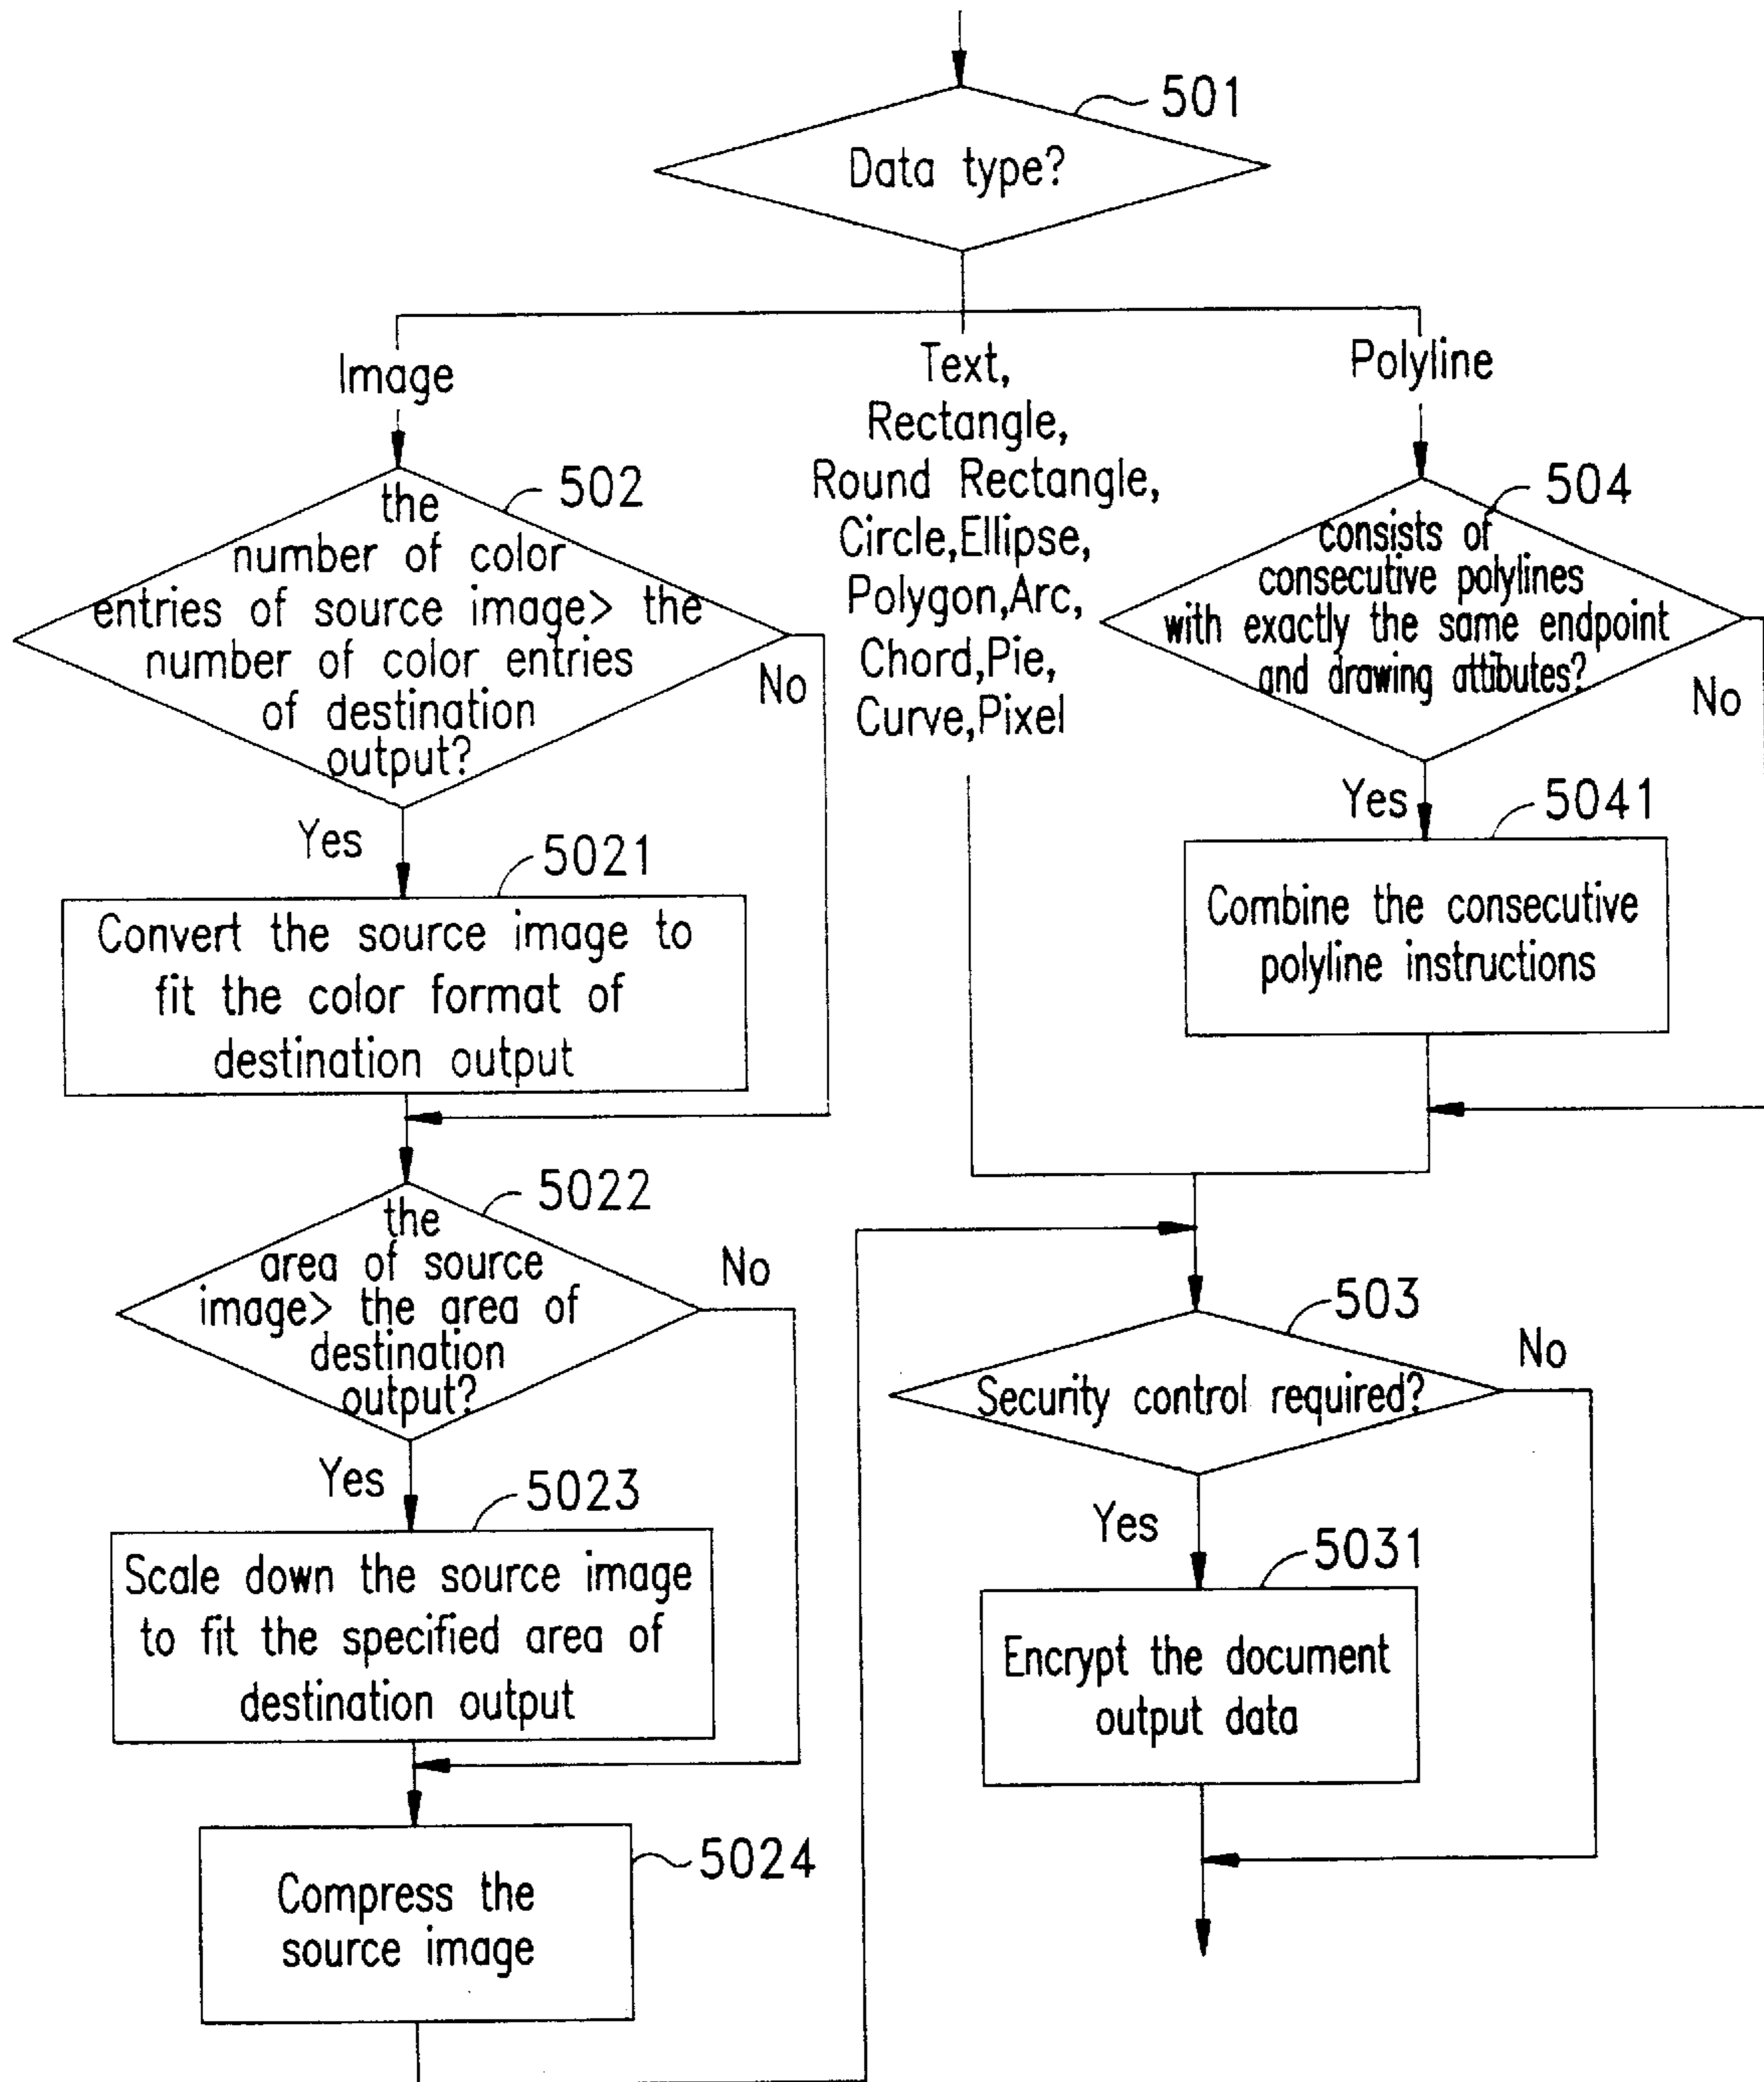 501
Data type?
Image
Text,
Rectangle,
Round Rectangle,
Circle,Ellipse,
Polygon,Arc,
Chord,Pie,
Curve,Pixel
Polyline
502
the
number of color
entries of source image> the
number of color entries
of destination
output?
No
Yes
504
consists of
consecutive polylines
with exactly the same endpoint
and drawing attibutes?
No
Yes
5021
Convert the source image to
fit the color format of
destination output
5041
Combine the consecutive
polyline instructions
5022
the
area of source
image> the area of
destination
output?
No
Yes
503
Security control required?
No
Yes
5023
Scale down the source image
to fit the specified area of
destination output
5031
Encrypt the document
output data
5024
Compress the
source image